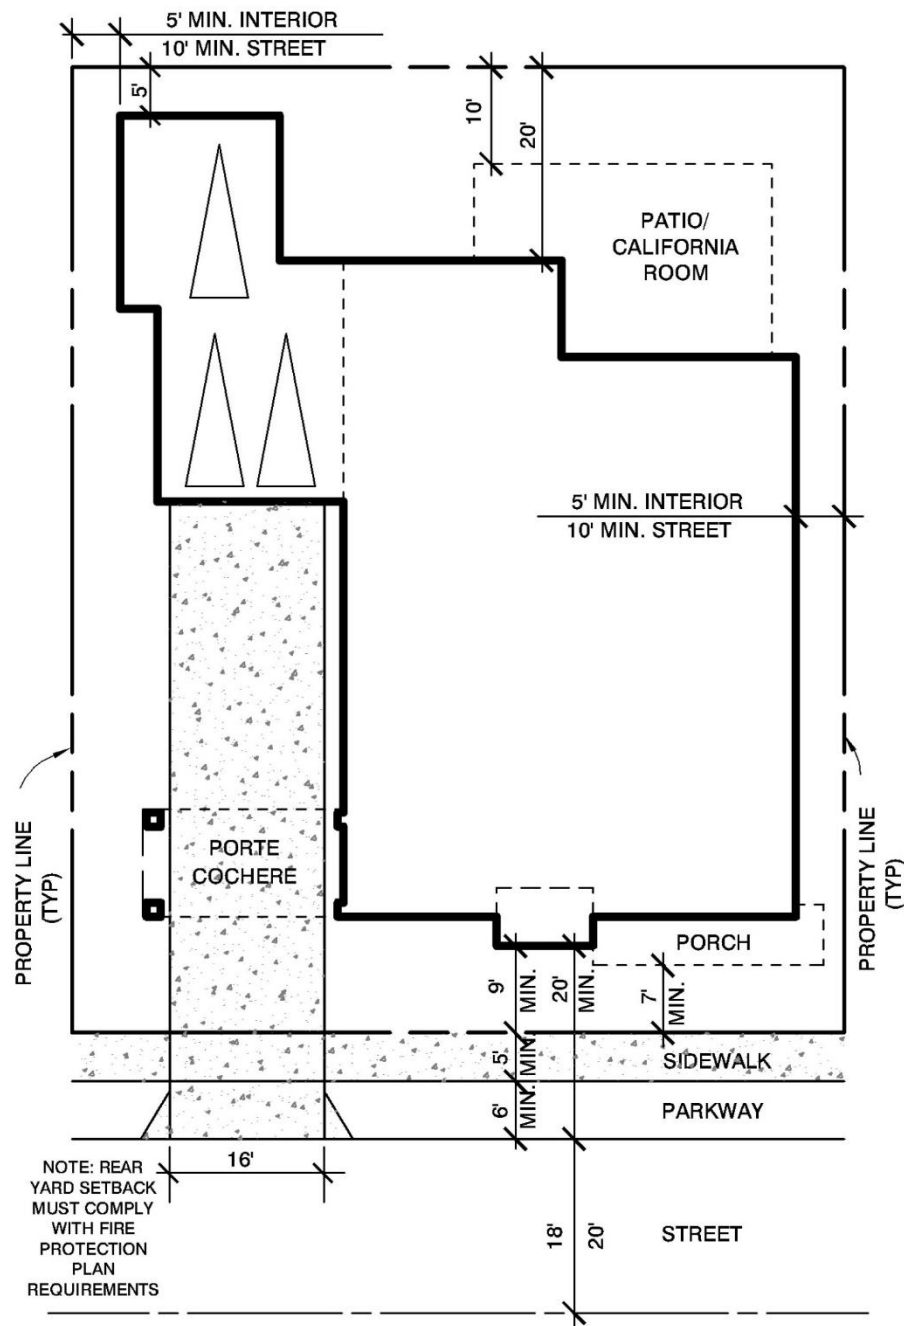 5' MIN. INTERIOR
10' MIN. STREET
5'
10'
20'
PATIO/
CALIFORNIA
ROOM
5' MIN. INTERIOR
10' MIN. STREET
PROPERTY LINE
(TYP)
PORTE
COCHERE
PROPERTY LINE
(TYP)
PORCH
9'
MIN.
20'
MIN.
7'
MIN.
5'
MIN.
SIDEWALK
6'
MIN.
PARKWAY
16'
NOTE: REAR
YARD SETBACK
MUST COMPLY
WITH FIRE
PROTECTION
PLAN
REQUIREMENTS
18'
20'
STREET